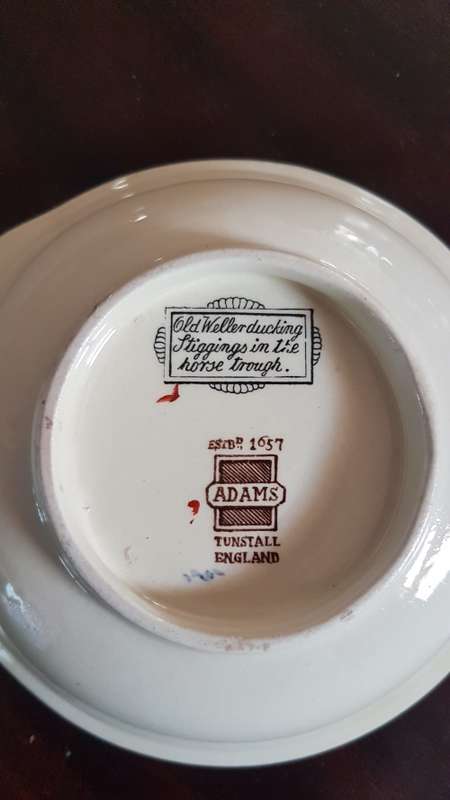 Old Weller ducking
Stiggings in the
horse trough.
ESTBD. 1657
ADAMS
TUNSTALL
ENGLAND